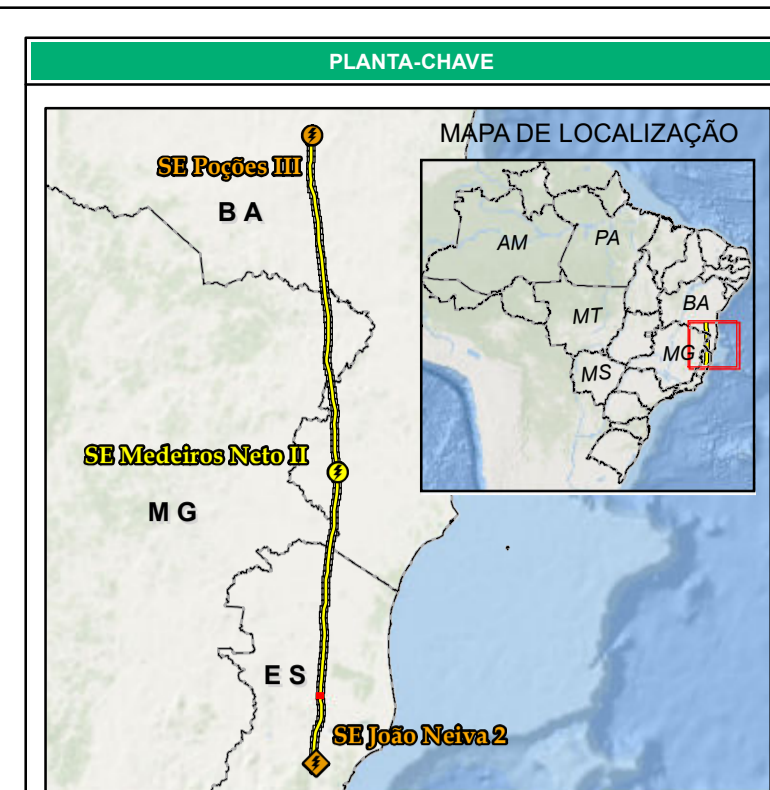 PLANTA-CHAVE
MAPA DE LOCALIZAÇÃO
SE Poções III
B A
AM
PA
BA
MT
MG
MS
SE Medeiros Neto II
M G
E S
SE João Neiva 2